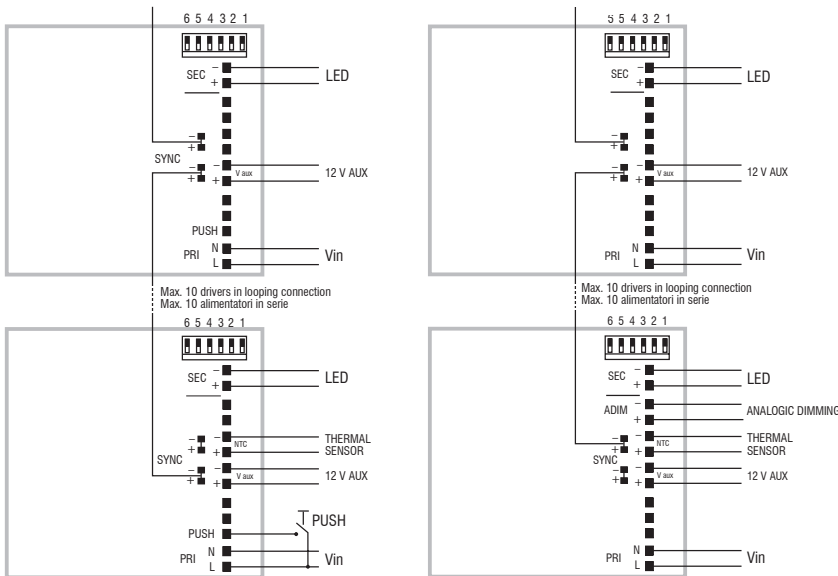 6 5 4 3 2 1
SEC
−
+
LED
−
+
SYNC
−
+
−
+
V aux
12 V AUX
PUSH
PRI
N
L
Vin
Max. 10 drivers in looping connection
Max. 10 alimentatori in serie
6 5 4 3 2 1
SEC
−
+
LED
−
+
NTC
THERMAL
SENSOR
−
+
SYNC
−
+
−
+
V aux
12 V AUX
PUSH
PUSH
PRI
N
L
Vin
5 5 4 3 2 1
SEC
−
+
LED
−
+
−
+
−
+
V aux
12 V AUX
PRI
N
L
Vin
Max. 10 drivers in looping connection
Max. 10 alimentatori in serie
6 5 4 3 2 1
SEC
−
+
LED
ADIM
−
+
ANALOGIC DIMMING
−
+
NTC
THERMAL
SENSOR
−
+
SYNC
−
+
−
+
V aux
12 V AUX
PRI
N
L
Vin